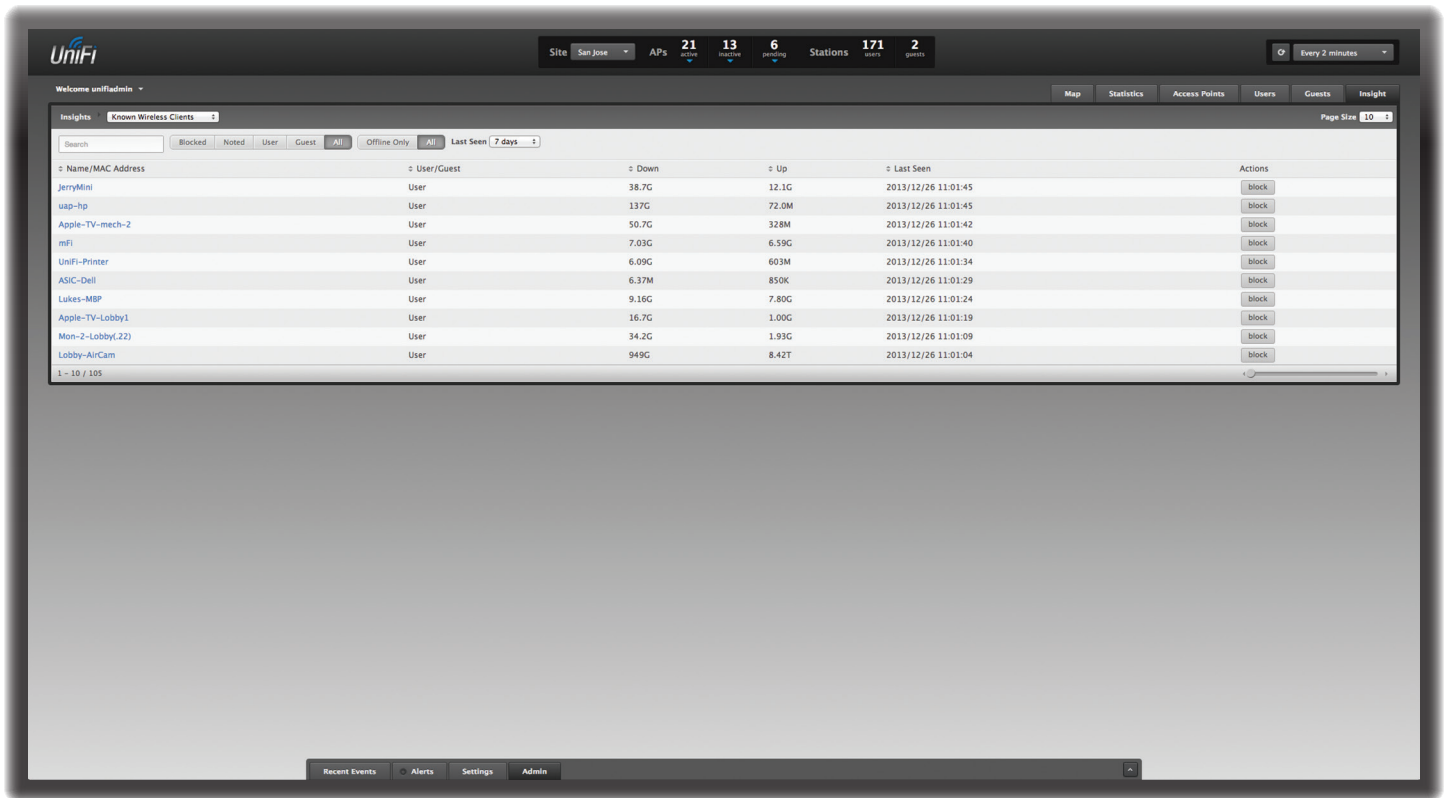 UniFi
Site San Jose APs 21 active 13 inactive 6 pending Stations 171 users 2 guests
Every 2 minutes
Welcome unifiadmin
Map Statistics Access Points Users Guests Insight
Insights Known Wireless Clients Page Size 10
Search Blocked Noted User Guest All Offline Only All Last Seen 7 days
Name/MAC Address User/Guest Down Up Last Seen Actions
JerryMini User 38.7G 12.1G 2013/12/26 11:01:45 block
uap-hp User 137G 72.0M 2013/12/26 11:01:45 block
Apple-TV-mech-2 User 50.7G 328M 2013/12/26 11:01:42 block
mFi User 7.03G 6.59G 2013/12/26 11:01:40 block
UniFi-Printer User 6.09G 603M 2013/12/26 11:01:34 block
ASIC-Dell User 6.37M 850K 2013/12/26 11:01:29 block
Lukes-MBP User 9.16G 7.80G 2013/12/26 11:01:24 block
Apple-TV-Lobby1 User 16.7G 1.00G 2013/12/26 11:01:19 block
Mon-2-Lobby(.22) User 34.2G 1.93G 2013/12/26 11:01:09 block
Lobby-AirCam User 949G 8.42T 2013/12/26 11:01:04 block
1 - 10 / 105
Recent Events Alerts Settings Admin